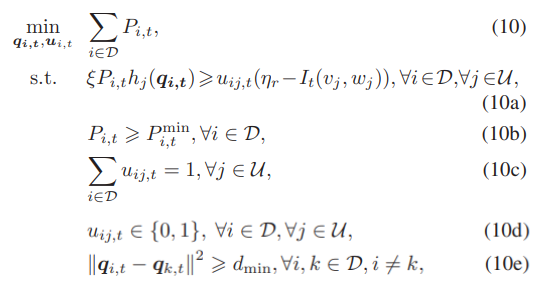 min ∑ P_{i,t}, (10)
q_{i,t},u_{i,t} i∈𝒟
s.t. ξP_{i,t}h_j(q_{i,t})⩾u_{ij,t}(η_r−I_t(v_j,w_j)),∀i∈𝒟,∀j∈𝒰,
(10a)
P_{i,t} ⩾ P_{i,t}^{min},∀i ∈ 𝒟, (10b)
∑ u_{ij,t} = 1,∀j ∈ 𝒰, (10c)
i∈𝒟
u_{ij,t} ∈ {0,1}, ∀i ∈ 𝒟,∀j ∈ 𝒰, (10d)
‖q_{i,t} − q_{k,t}‖² ⩾ d_{min},∀i,k ∈ 𝒟,i ≠ k, (10e)